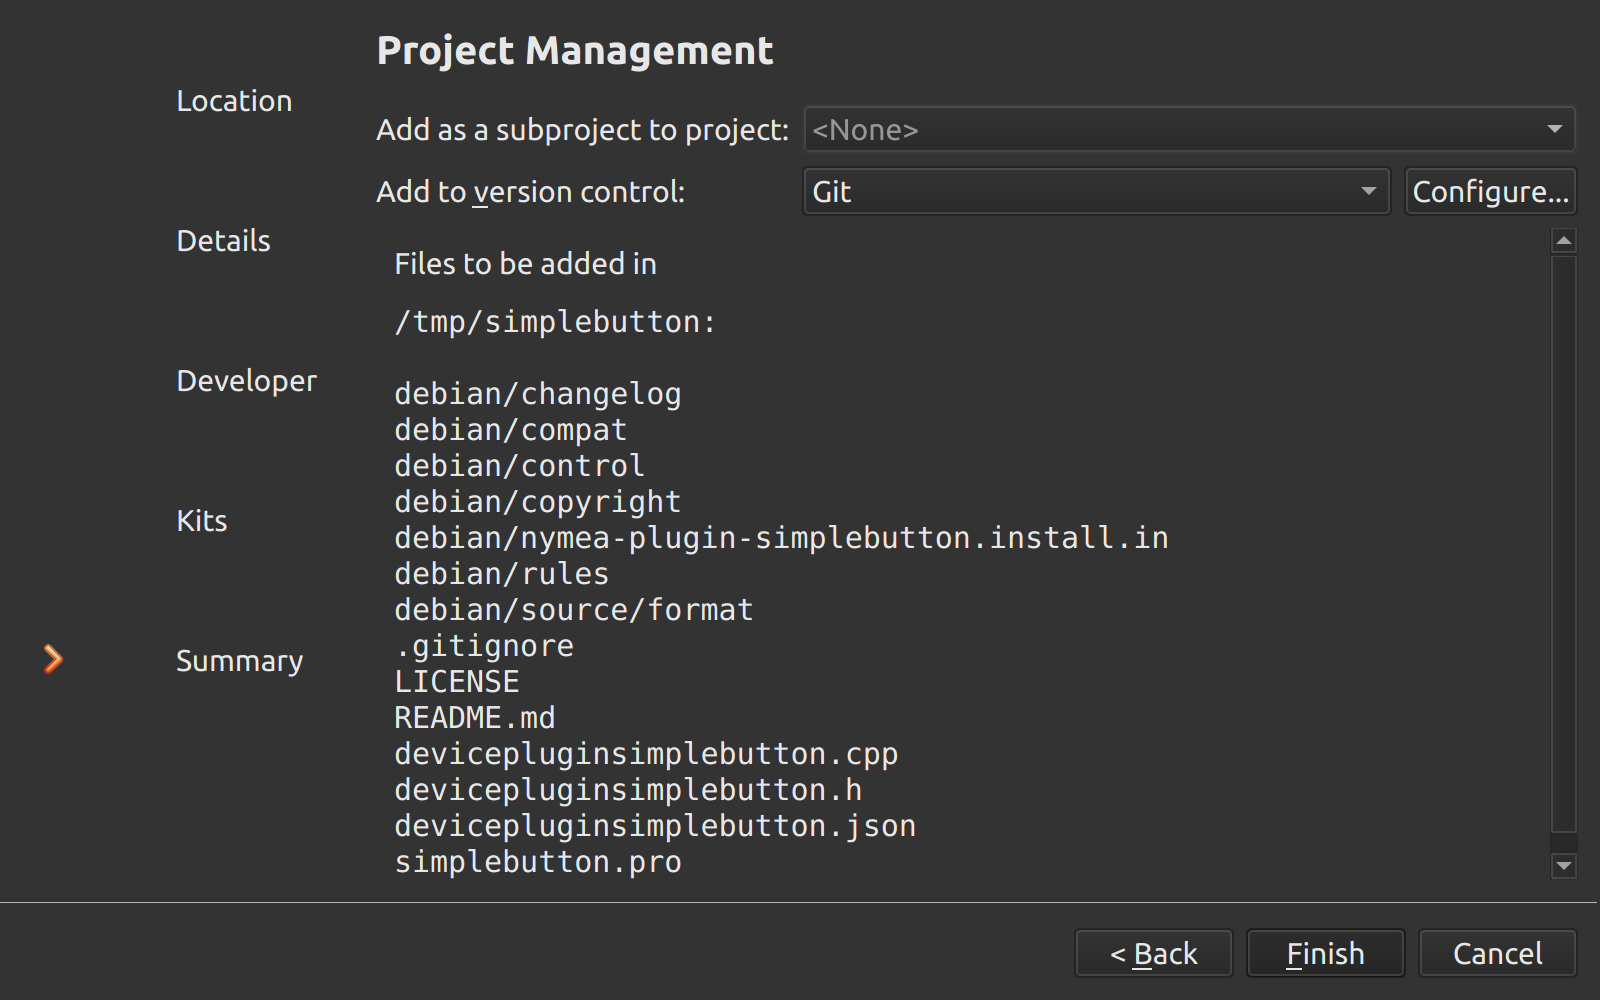 Project Management
Location
Details
Developer
Kits
Summary
Add as a subproject to project: <None>
Add to version control: Git Configure...
Files to be added in
/tmp/simplebutton:
debian/changelog
debian/compat
debian/control
debian/copyright
debian/nymea-plugin-simplebutton.install.in
debian/rules
debian/source/format
.gitignore
LICENSE
README.md
devicepluginsimplebutton.cpp
devicepluginsimplebutton.h
devicepluginsimplebutton.json
simplebutton.pro
< Back Finish Cancel